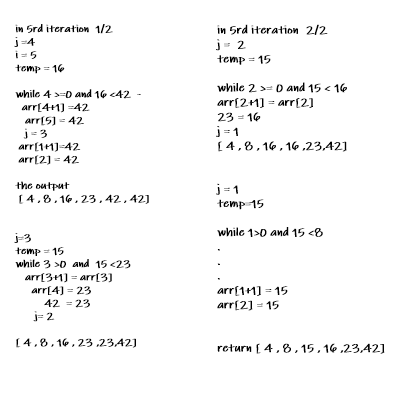 in 5rd iteration 1/2
j =4
i = 5
temp = 16
while 4 >=0 and 16 <42 -
arr[4+1] =42
arr[5] = 42
j = 3
arr[1+1]=42
arr[2] = 42
the output
[ 4 , 8 , 16 , 23 , 42 , 42]
j=3
temp = 15
while 3 >0 and 15 <23
arr[3+1] = arr[3]
arr[4] = 23
42 = 23
j= 2
[ 4 , 8 , 16 , 23 ,23,42]
in 5rd iteration 2/2
j = 2
temp = 15
while 2 >= 0 and 15 < 16
arr[2+1] = arr[2]
23 = 16
j = 1
[ 4 , 8 , 16 , 16 ,23,42]
j = 1
temp=15
while 1>0 and 15 <8
.
.
.
arr[1+1] = 15
arr[2] = 15
return [ 4 , 8 , 15 , 16 ,23,42]